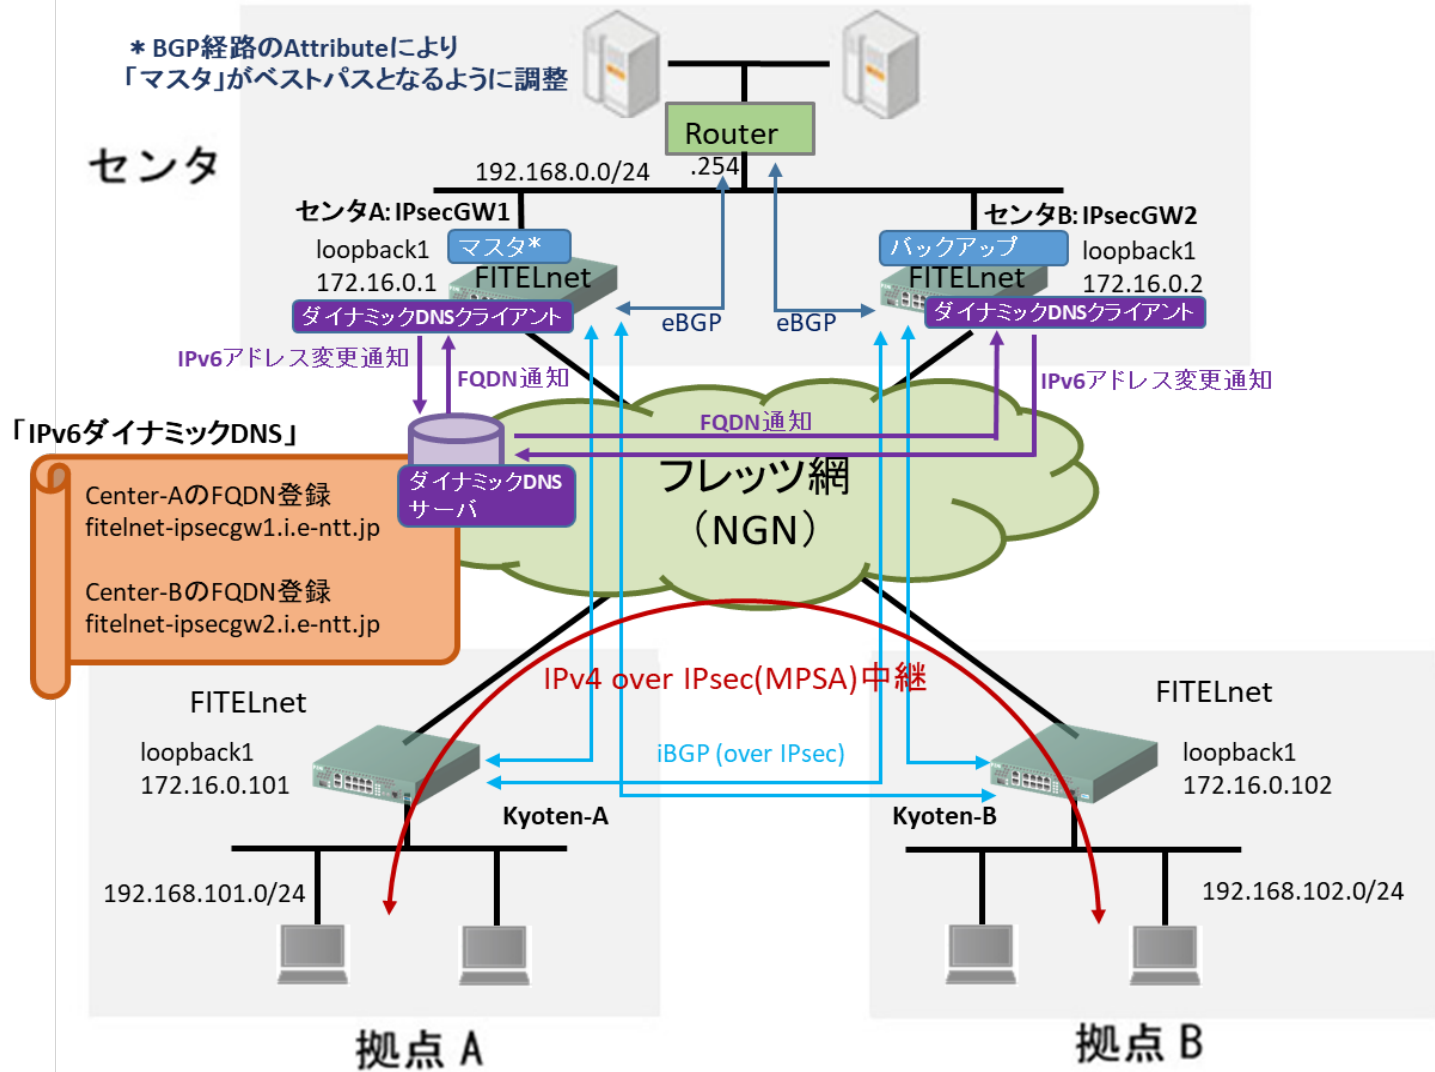 ＊BGP経路のAttributeにより
「マスタ」がベストパスとなるように調整
センタ
Router
192.168.0.0/24
.254
センタA: IPsecGW1
センタB: IPsecGW2
loopback1
172.16.0.1
マスタ*
FITELnet
バックアップ
FITELnet
loopback1
172.16.0.2
ダイナミックDNSクライアント
ダイナミックDNSクライアント
eBGP
eBGP
IPv6アドレス変更通知
FQDN通知
IPv6アドレス変更通知
FQDN通知
「IPv6ダイナミックDNS」
ダイナミックDNS
サーバ
フレッツ網
（NGN）
Center-AのFQDN登録
fitelnet-ipsecgw1.i.e-ntt.jp
Center-BのFQDN登録
fitelnet-ipsecgw2.i.e-ntt.jp
IPv4 over IPsec(MPSA)中継
FITELnet
loopback1
172.16.0.101
iBGP (over IPsec)
FITELnet
loopback1
172.16.0.102
Kyoten-A
Kyoten-B
192.168.101.0/24
192.168.102.0/24
拠点 A
拠点 B